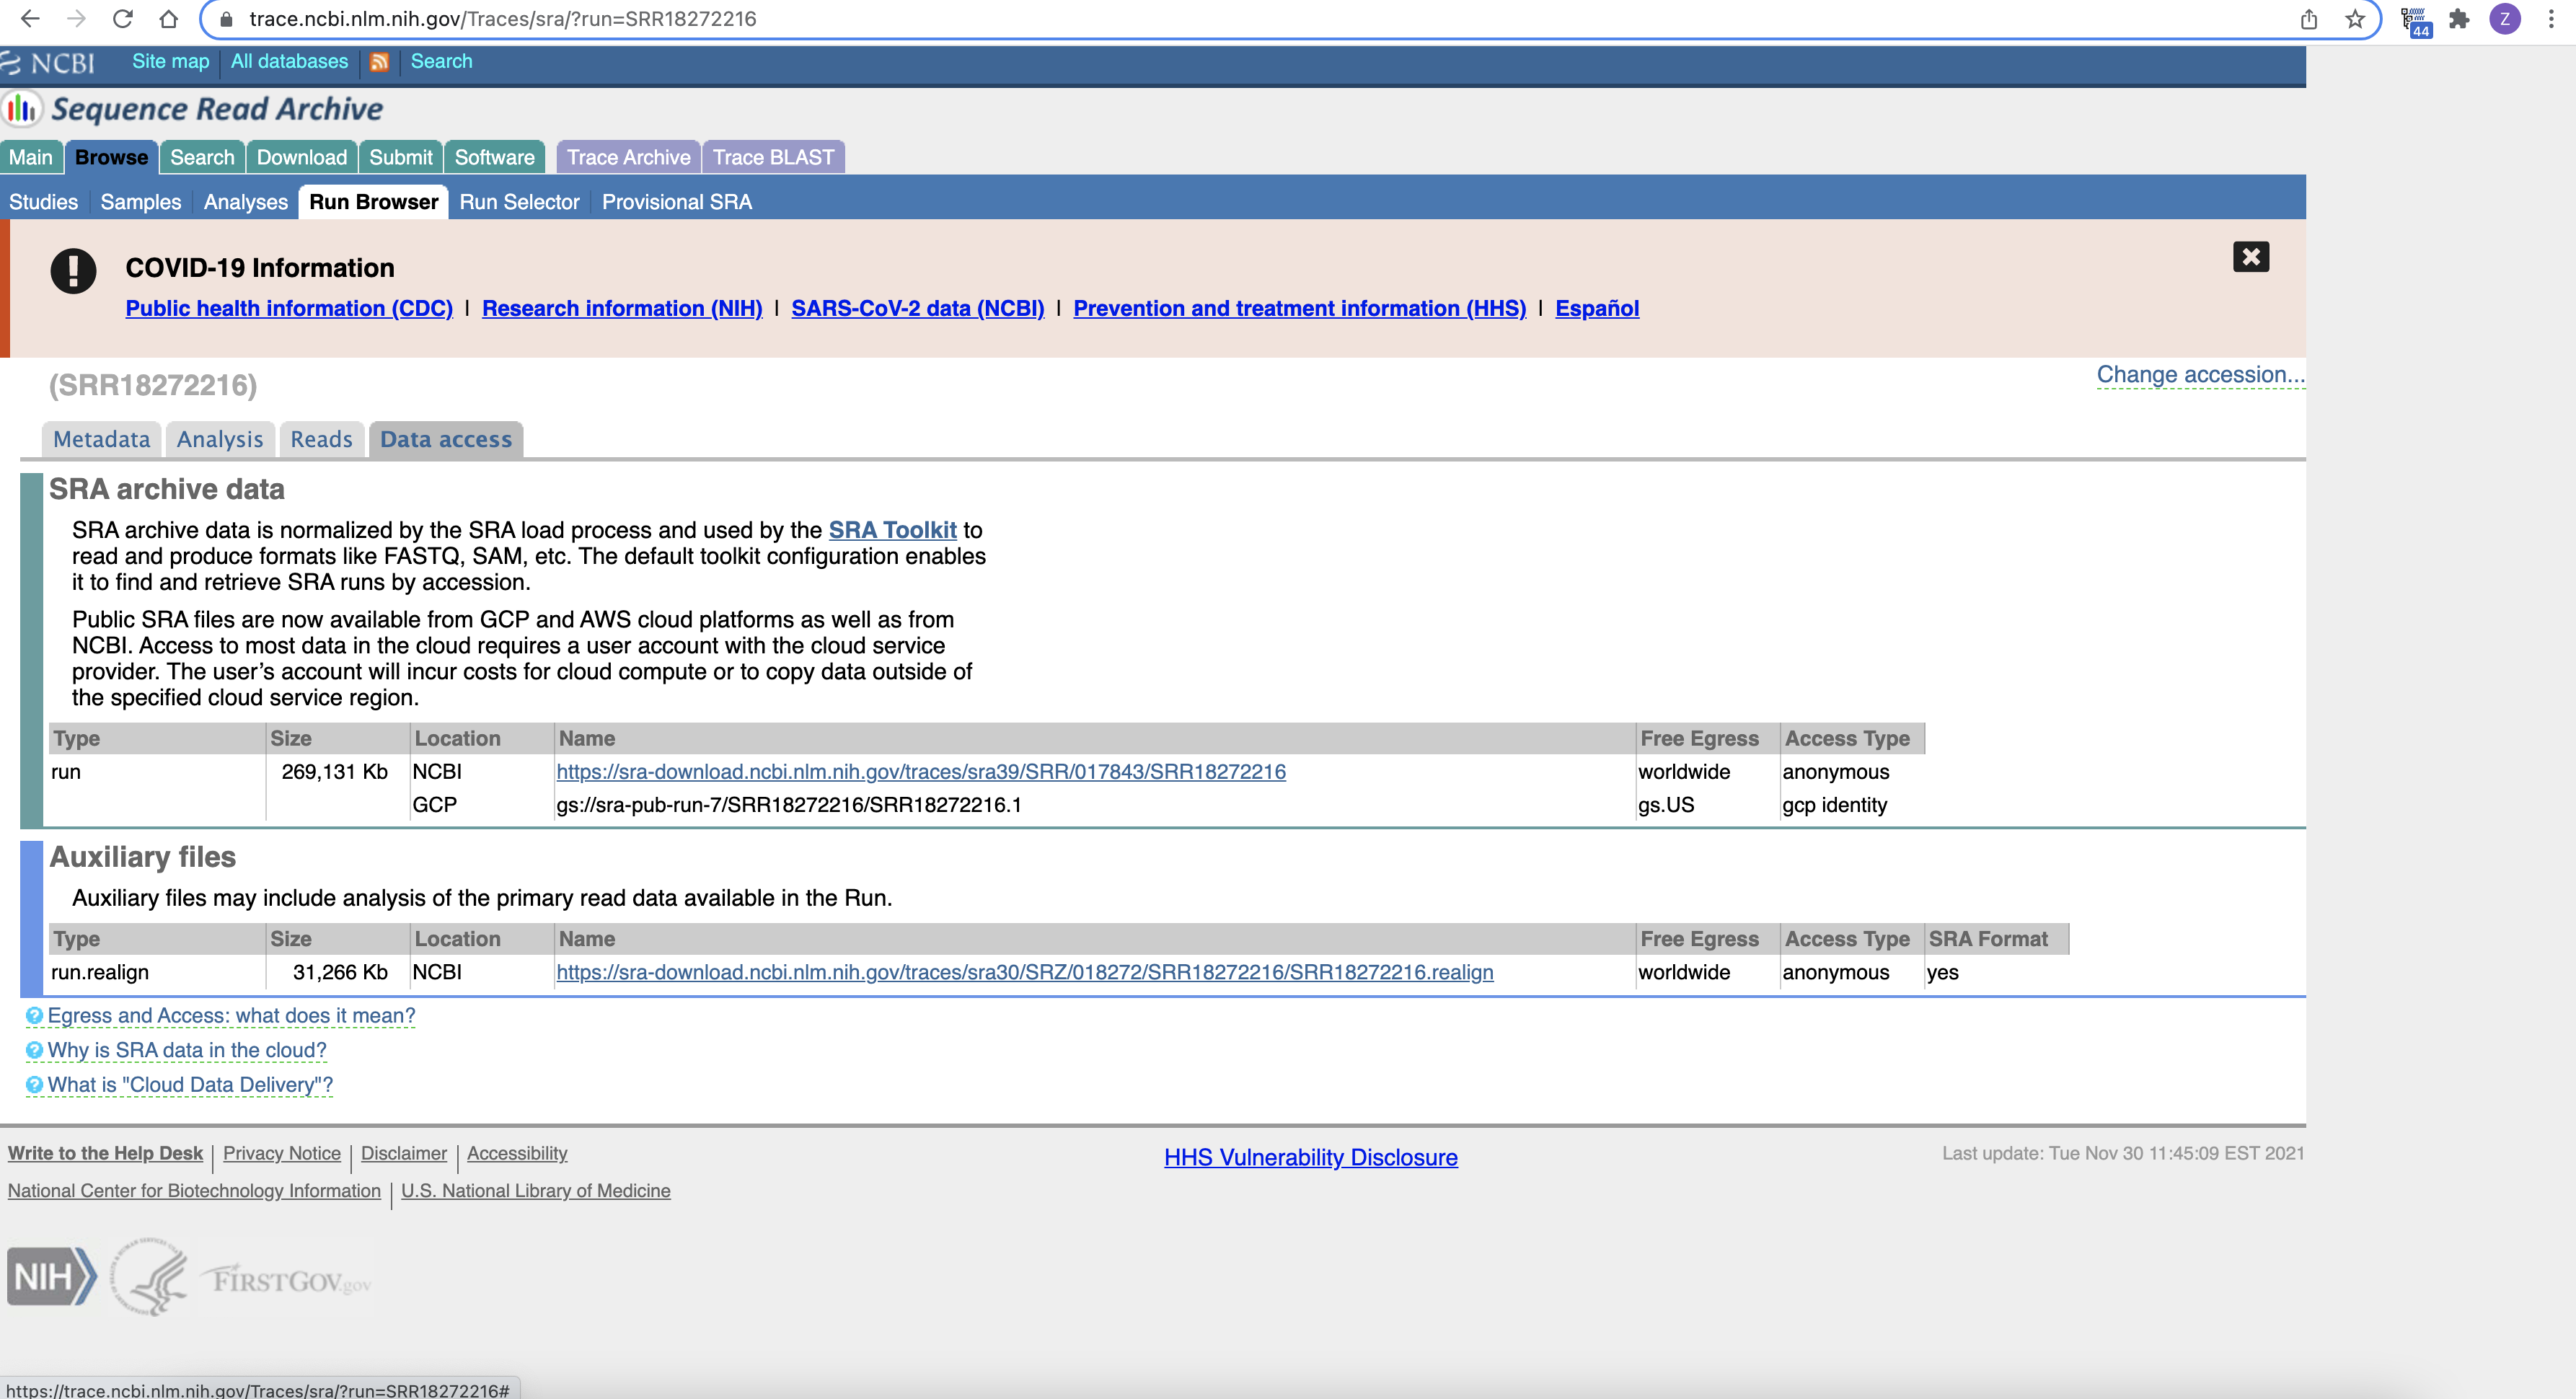 trace.ncbi.nlm.nih.gov/Traces/sra/?run=SRR18272216
44
Z
NCBI Site map All databases Search
Sequence Read Archive
Main Browse Search Download Submit Software Trace Archive Trace BLAST
Studies Samples Analyses Run Browser Run Selector Provisional SRA
COVID-19 Information
Public health information (CDC) | Research information (NIH) | SARS-CoV-2 data (NCBI) | Prevention and treatment information (HHS) | Español
Change accession...
(SRR18272216)
Metadata Analysis Reads Data access
SRA archive data
SRA archive data is normalized by the SRA load process and used by the SRA Toolkit to
read and produce formats like FASTQ, SAM, etc. The default toolkit configuration enables
it to find and retrieve SRA runs by accession.
Public SRA files are now available from GCP and AWS cloud platforms as well as from
NCBI. Access to most data in the cloud requires a user account with the cloud service
provider. The user’s account will incur costs for cloud compute or to copy data outside of
the specified cloud service region.
Type Size Location Name Free Egress Access Type
run 269,131 Kb NCBI https://sra-download.ncbi.nlm.nih.gov/traces/sra39/SRR/017843/SRR18272216 worldwide anonymous
GCP gs://sra-pub-run-7/SRR18272216/SRR18272216.1 gs.US gcp identity
Auxiliary files
Auxiliary files may include analysis of the primary read data available in the Run.
Type Size Location Name Free Egress Access Type SRA Format
run.realign 31,266 Kb NCBI https://sra-download.ncbi.nlm.nih.gov/traces/sra30/SRZ/018272/SRR18272216/SRR18272216.realign worldwide anonymous yes
? Egress and Access: what does it mean?
? Why is SRA data in the cloud?
? What is "Cloud Data Delivery"?
Write to the Help Desk | Privacy Notice | Disclaimer | Accessibility
HHS Vulnerability Disclosure
Last update: Tue Nov 30 11:45:09 EST 2021
National Center for Biotechnology Information | U.S. National Library of Medicine
NIH
FIRSTGOV.gov
https://trace.ncbi.nlm.nih.gov/Traces/sra/?run=SRR18272216#